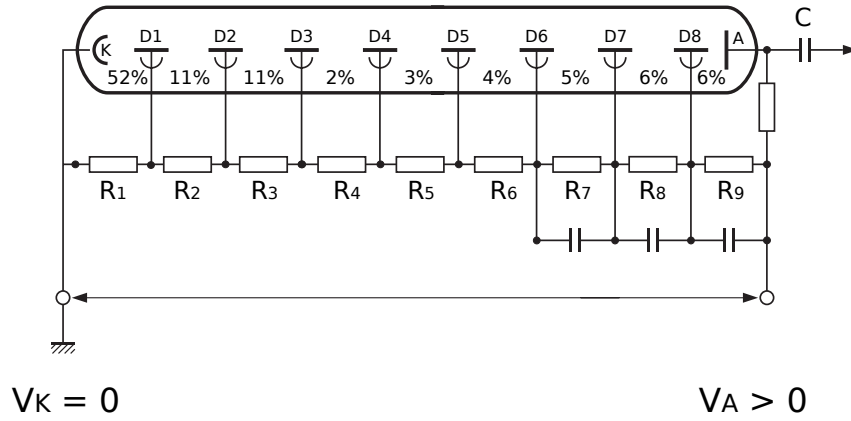 C
K D1 D2 D3 D4 D5 D6 D7 D8 A
52% 11% 11% 2% 3% 4% 5% 6% 6%
R1 R2 R3 R4 R5 R6 R7 R8 R9
VK = 0 VA > 0